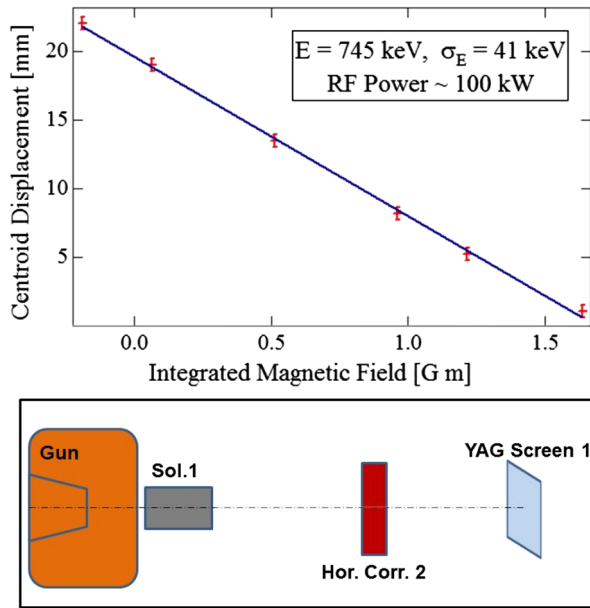 20
15
10
5
Centroid Displacement [mm]
E = 745 keV, σ_E = 41 keV
RF Power ~ 100 kW
0.0 0.5 1.0 1.5
Integrated Magnetic Field [G m]
Gun
Sol.1
YAG Screen 1
Hor. Corr. 2